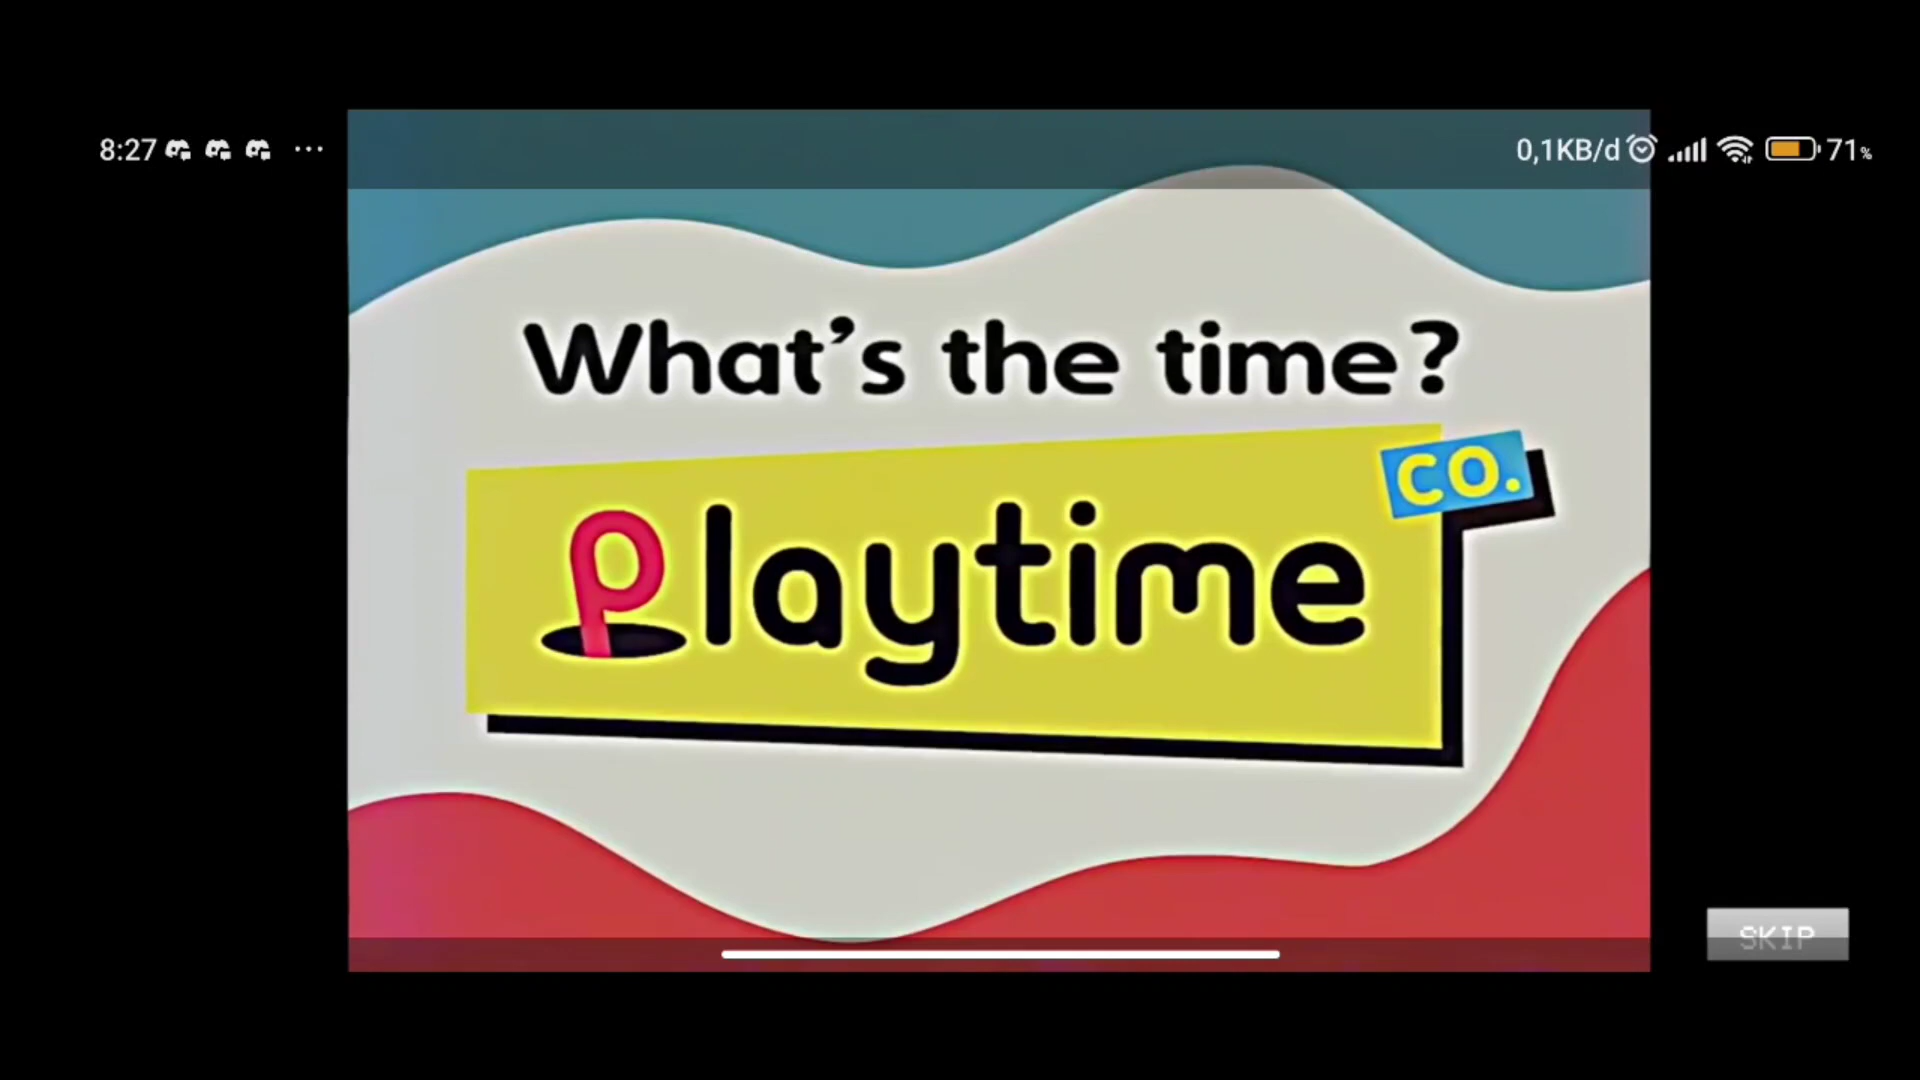 8:27 ... 0,1KB/d 71%
What's the time?
co.
Playtime
SKIP